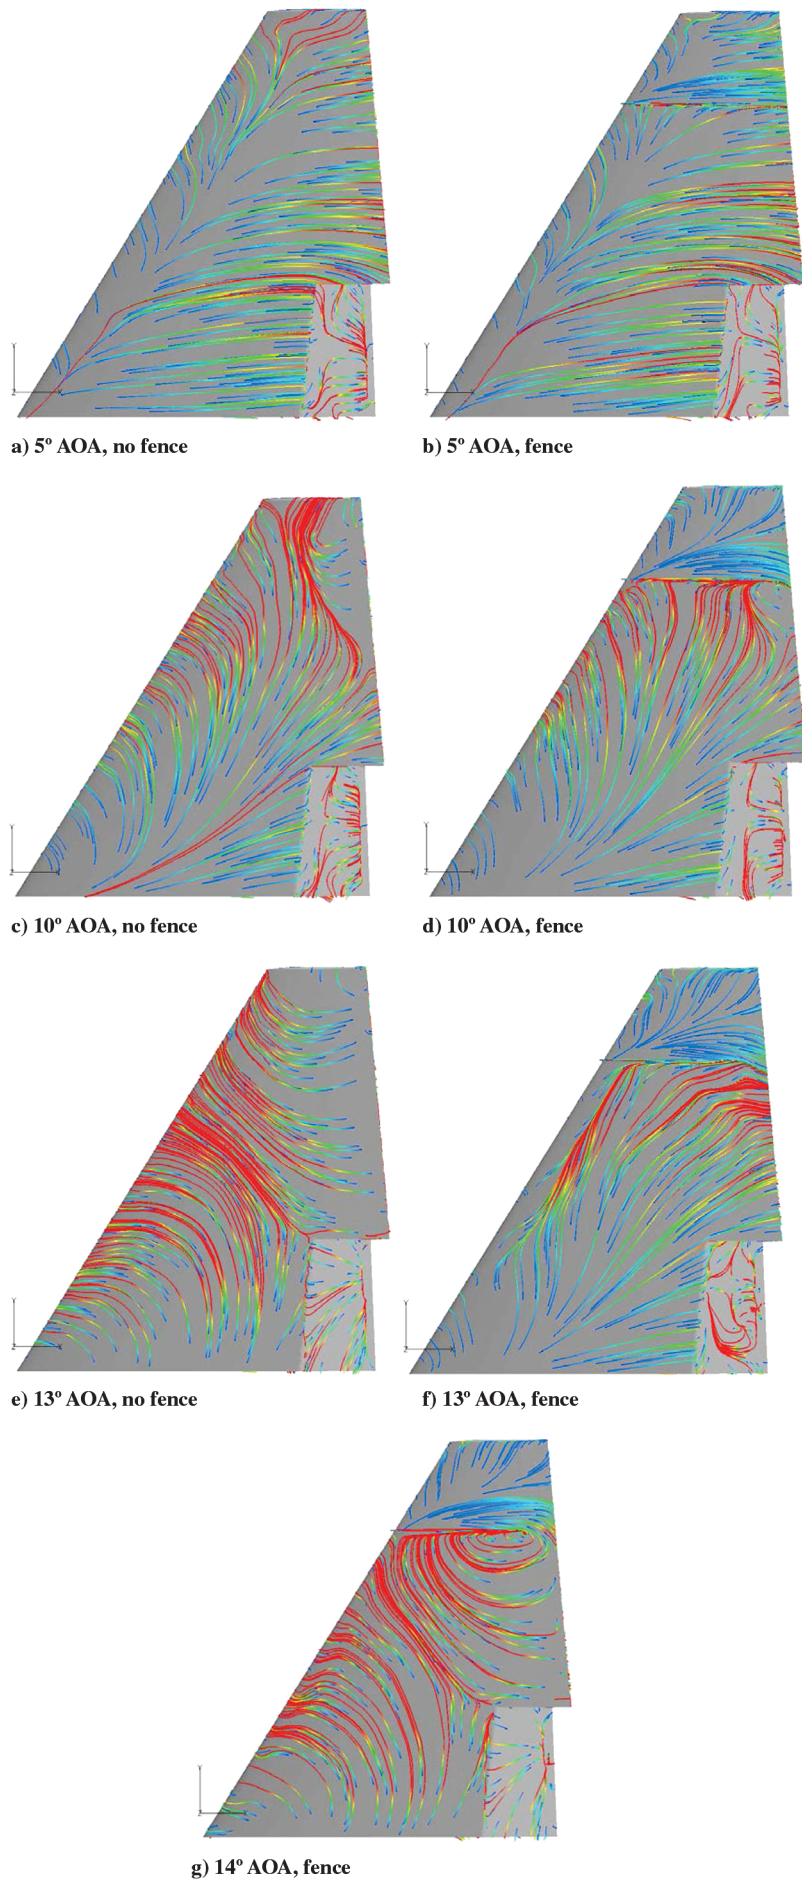 a) 5º AOA, no fence
b) 5º AOA, fence
c) 10º AOA, no fence
d) 10º AOA, fence
e) 13º AOA, no fence
f) 13º AOA, fence
g) 14º AOA, fence